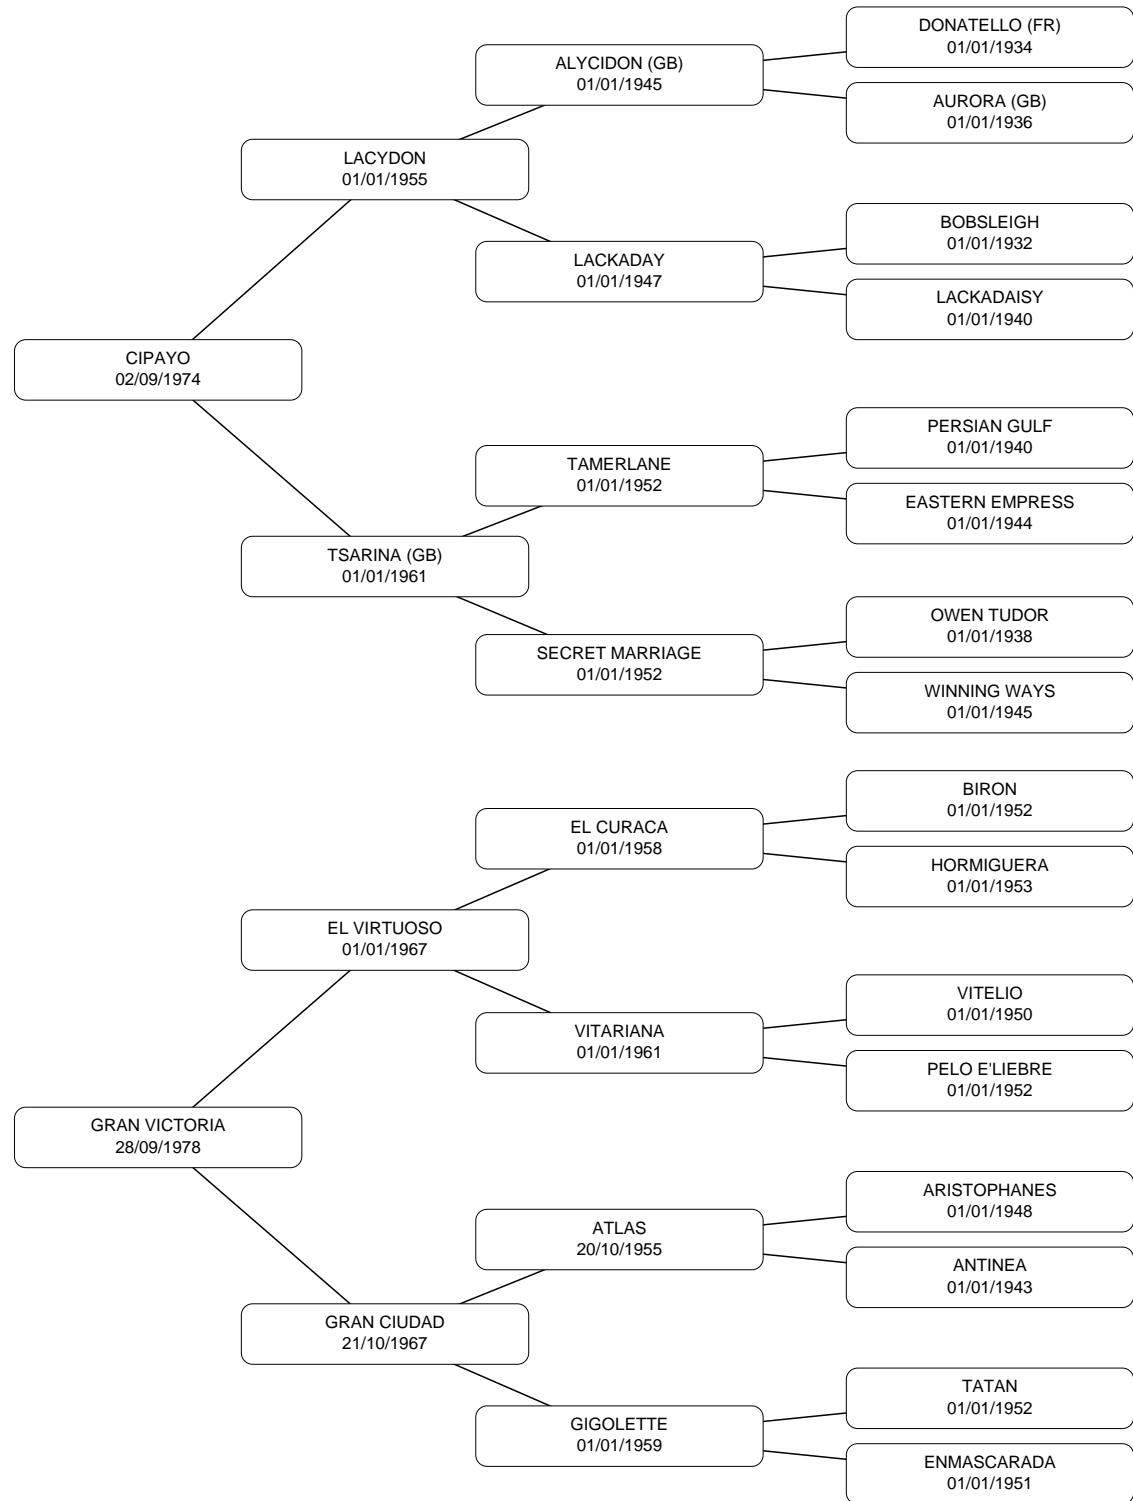 DONATELLO (FR)
01/01/1934
ALYCIDON (GB)
01/01/1945
AURORA (GB)
01/01/1936
LACYDON
01/01/1955
BOBSLEIGH
01/01/1932
LACKADAY
01/01/1947
LACKADAISY
01/01/1940
CIPAYO
02/09/1974
PERSIAN GULF
01/01/1940
TAMERLANE
01/01/1952
EASTERN EMPRESS
01/01/1944
TSARINA (GB)
01/01/1961
OWEN TUDOR
01/01/1938
SECRET MARRIAGE
01/01/1952
WINNING WAYS
01/01/1945
BIRON
01/01/1952
EL CURACA
01/01/1958
HORMIGUERA
01/01/1953
EL VIRTUOSO
01/01/1967
VITELIO
01/01/1950
VITARIANA
01/01/1961
PELO E'LIEBRE
01/01/1952
GRAN VICTORIA
28/09/1978
ARISTOPHANES
01/01/1948
ATLAS
20/10/1955
ANTINEA
01/01/1943
GRAN CIUDAD
21/10/1967
TATAN
01/01/1952
GIGOLETTE
01/01/1959
ENMASCARADA
01/01/1951